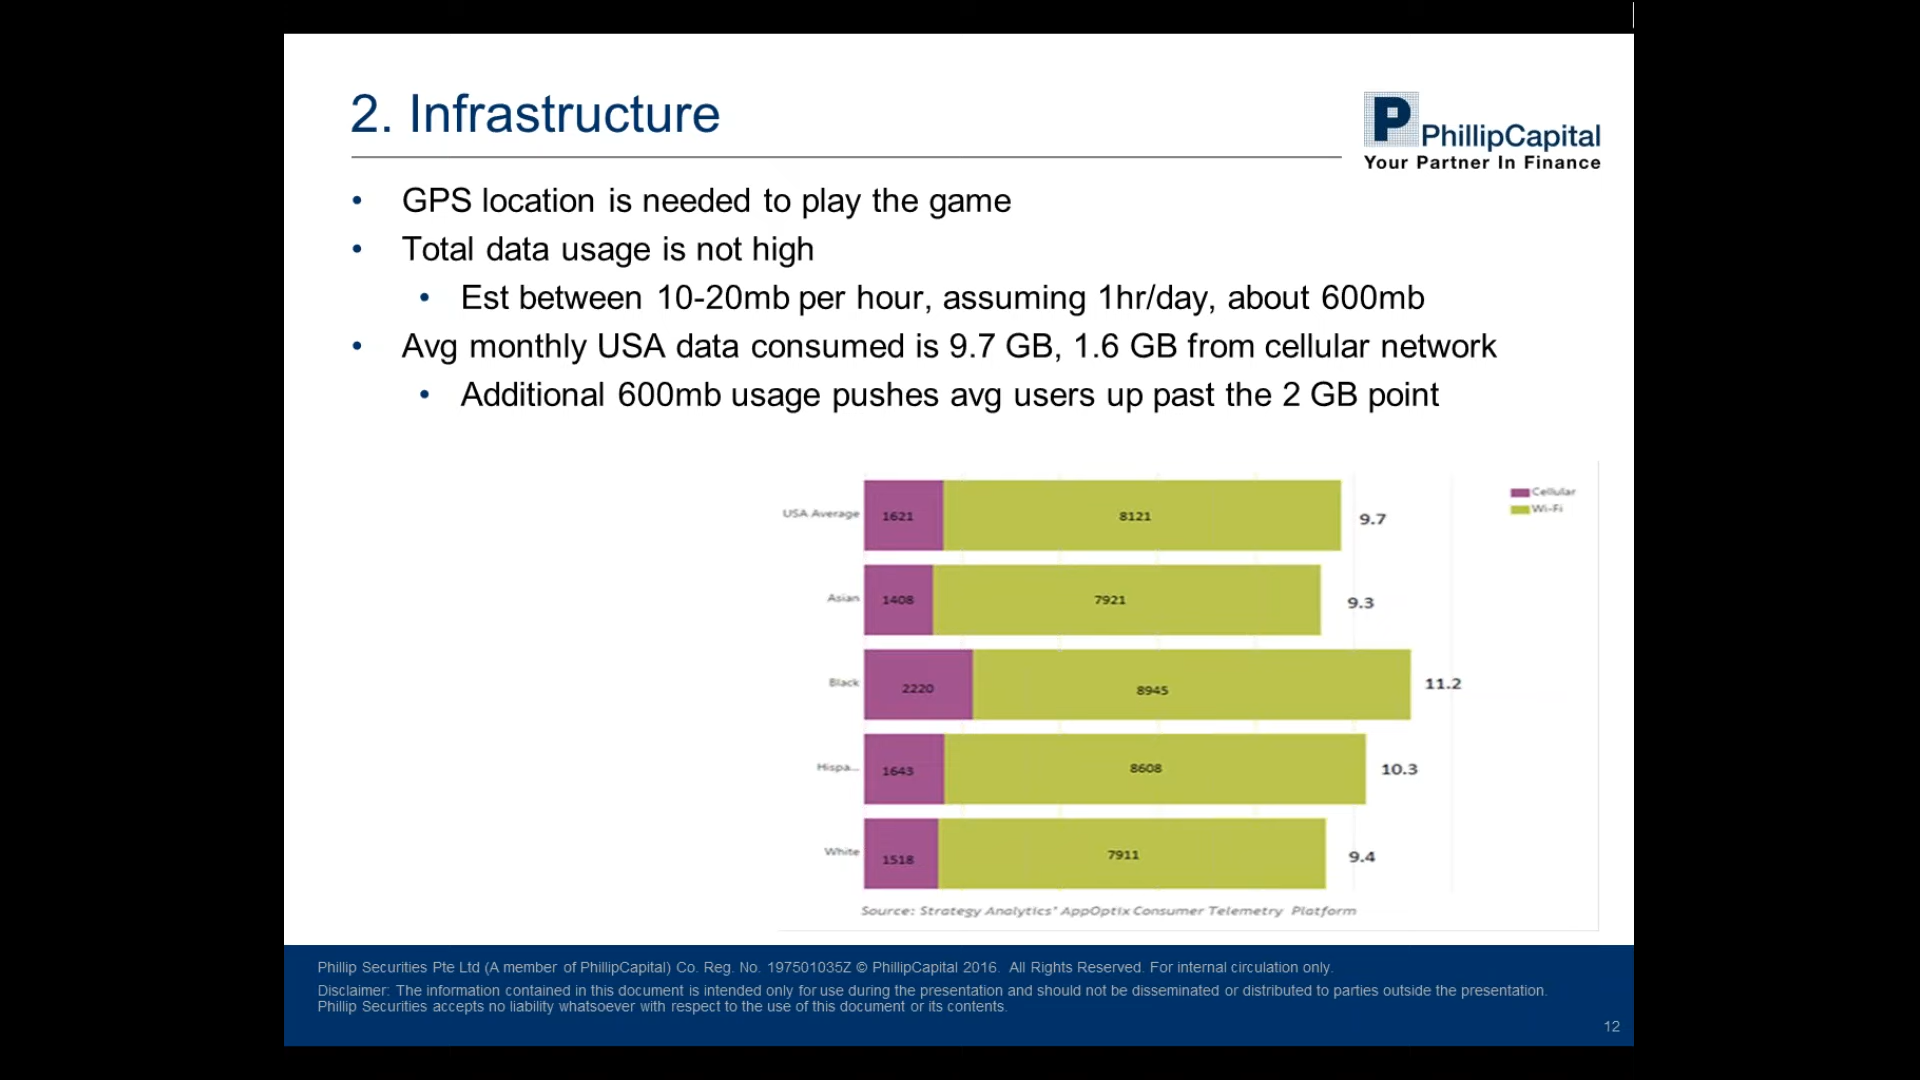 2. Infrastructure
PhillipCapital
Your Partner In Finance
• GPS location is needed to play the game
• Total data usage is not high
• Est between 10-20mb per hour, assuming 1hr/day, about 600mb
• Avg monthly USA data consumed is 9.7 GB, 1.6 GB from cellular network
• Additional 600mb usage pushes avg users up past the 2 GB point
Cellular
Wi-Fi
USA Average 1621 8121 9.7
Asian 1408 7921 9.3
Black 2220 8945 11.2
Hispa... 1643 8608 10.3
White 1518 7911 9.4
Source: Strategy Analytics' AppOptix Consumer Telemetry Platform
Phillip Securities Pte Ltd (A member of PhillipCapital) Co. Reg. No. 197501035Z © PhillipCapital 2016. All Rights Reserved. For internal circulation only.
Disclaimer: The information contained in this document is intended only for use during the presentation and should not be disseminated or distributed to parties outside the presentation.
Phillip Securities accepts no liability whatsoever with respect to the use of this document or its contents.
12